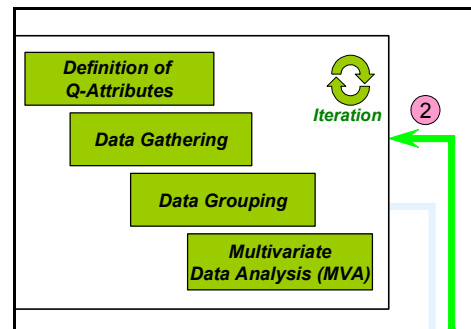 Definition of
Q-Attributes
Iteration
2
Data Gathering
Data Grouping
Multivariate
Data Analysis (MVA)